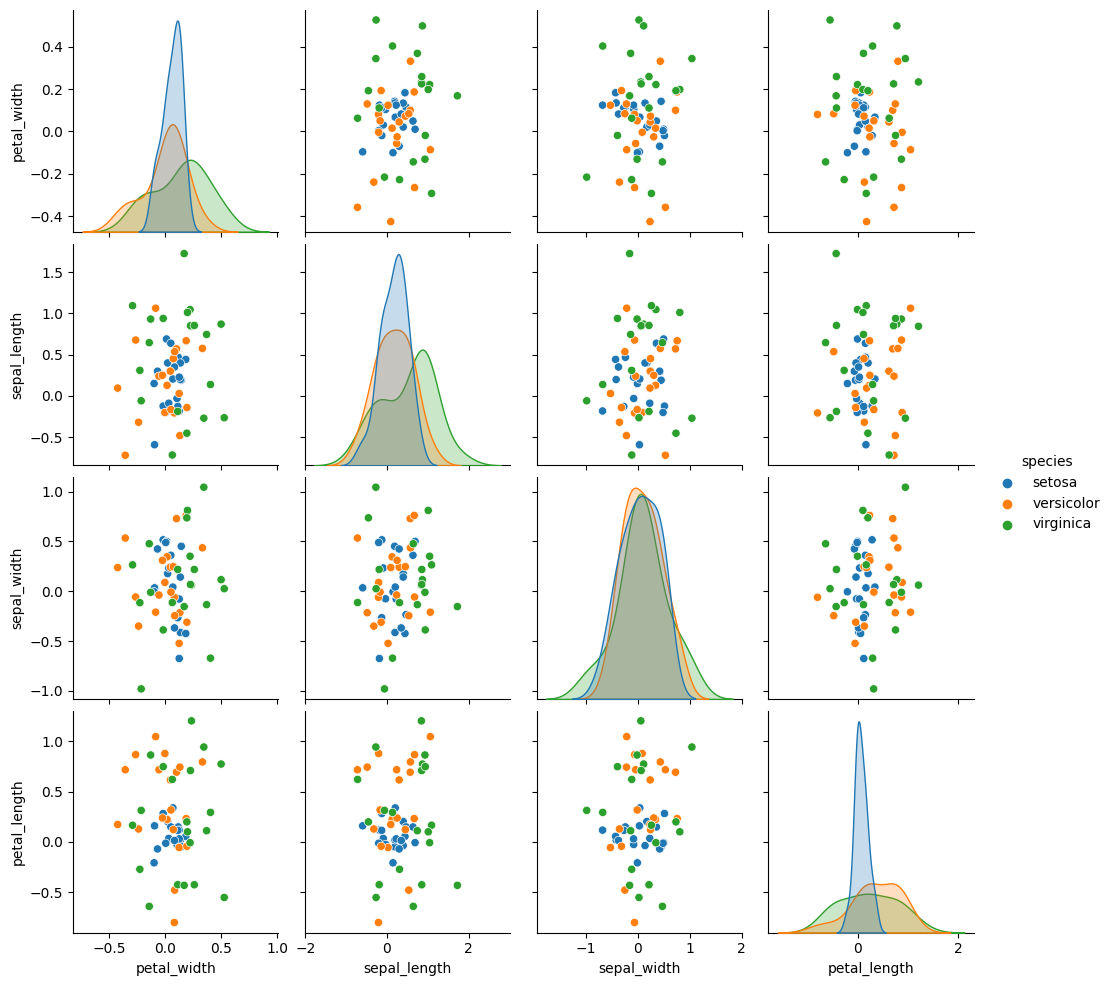 petal_width
0.4
0.2
0.0
−0.2
−0.4
sepal_length
1.5
1.0
0.5
0.0
−0.5
species
setosa
versicolor
virginica
sepal_width
1.0
0.5
0.0
−0.5
−1.0
petal_length
1.0
0.5
0.0
−0.5
−0.5 0.0 0.5 1.0 −2 0 2 −1 0 1 2 0 2
petal_width sepal_length sepal_width petal_length